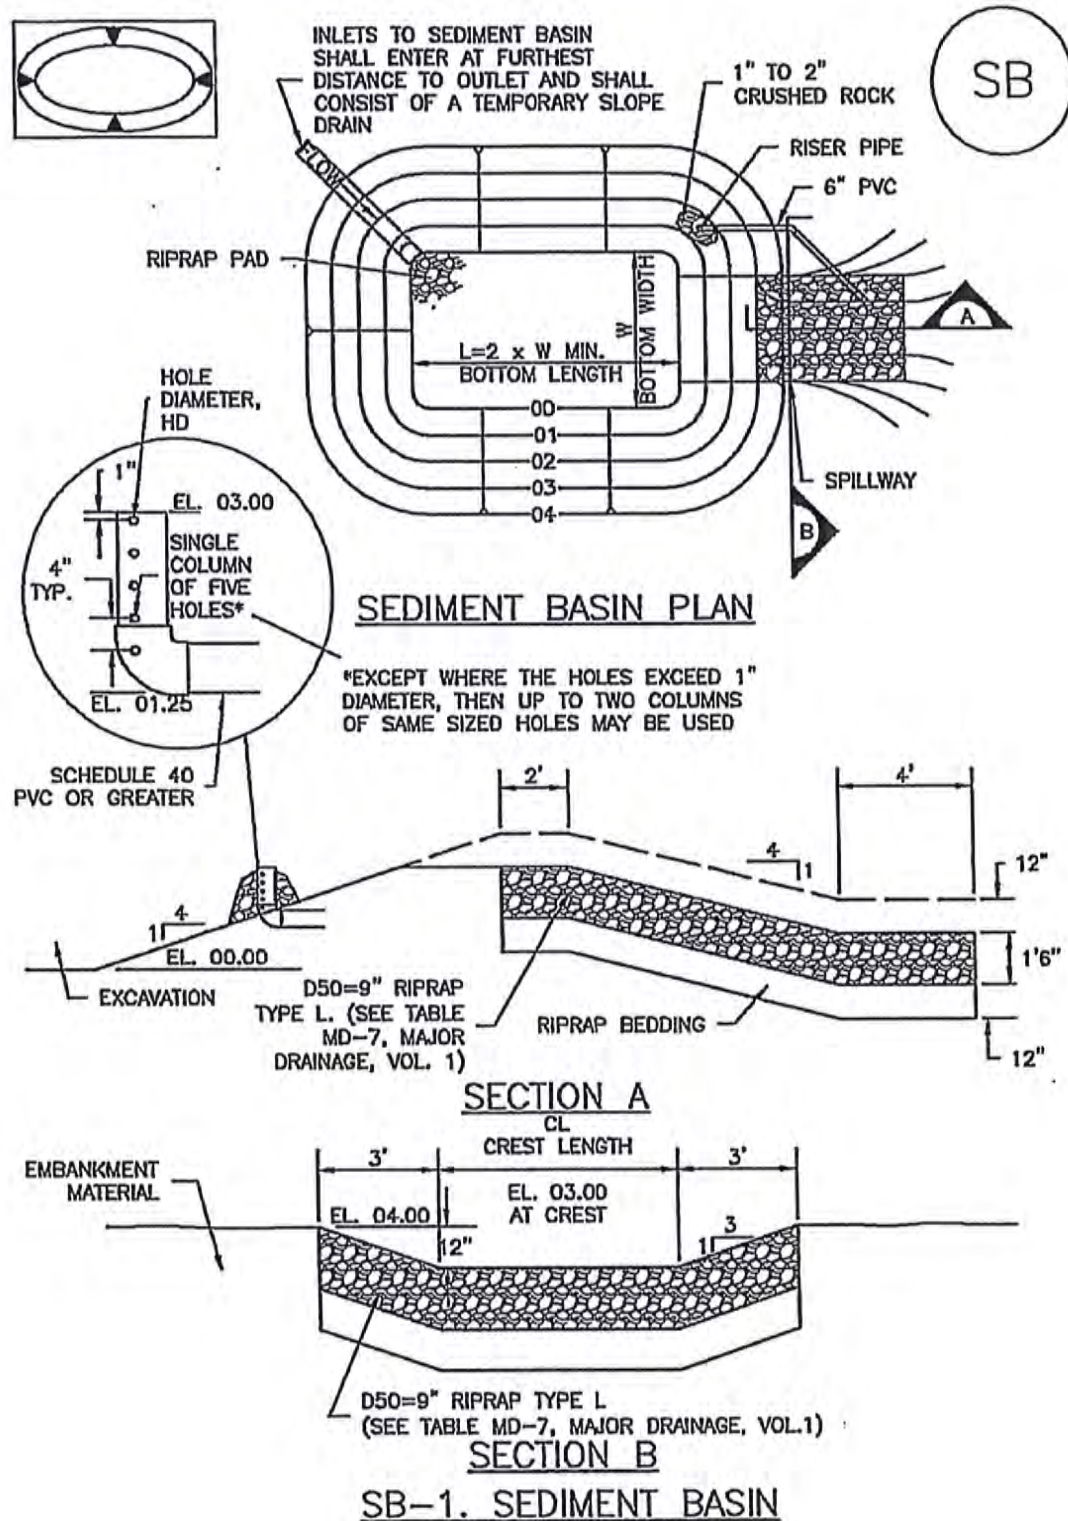 INLETS TO SEDIMENT BASIN
SHALL ENTER AT FURTHEST
DISTANCE TO OUTLET AND SHALL
CONSIST OF A TEMPORARY SLOPE
DRAIN
1" TO 2"
CRUSHED ROCK
SB
RISER PIPE
6" PVC
FLOW
RIPRAP PAD
A
W
BOTTOM WIDTH
L=2 x W MIN.
BOTTOM LENGTH
HOLE
DIAMETER,
HD
00
01
02
03
04
SPILLWAY
B
1"
EL. 03.00
SINGLE
COLUMN
OF FIVE
HOLES*
4"
TYP.
EL. 01.25
SEDIMENT BASIN PLAN
*EXCEPT WHERE THE HOLES EXCEED 1"
DIAMETER, THEN UP TO TWO COLUMNS
OF SAME SIZED HOLES MAY BE USED
SCHEDULE 40
PVC OR GREATER
2'
4'
4
1
12"
4
1
EL. 00.00
EXCAVATION
1'6"
D50=9" RIPRAP
TYPE L. (SEE TABLE
MD-7, MAJOR
DRAINAGE, VOL. 1)
RIPRAP BEDDING
12"
SECTION A
CL
CREST LENGTH
3'
3'
EMBANKMENT
MATERIAL
EL. 04.00
EL. 03.00
AT CREST
12"
3
1
D50=9" RIPRAP TYPE L
(SEE TABLE MD-7, MAJOR DRAINAGE, VOL.1)
SECTION B
SB-1. SEDIMENT BASIN